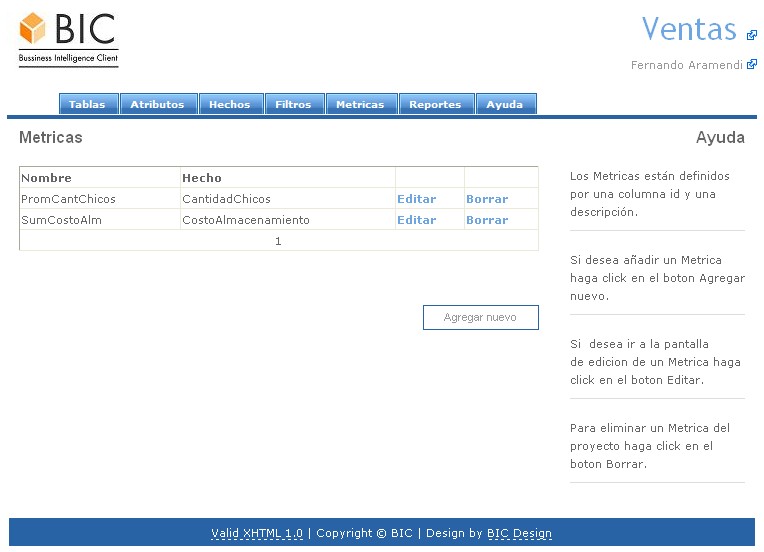 BIC
Bussiness Intelligence Client
Ventas
Fernando Aramendi
Tablas Atributos Hechos Filtros Metricas Reportes Ayuda
Metricas
Nombre Hecho
PromCantChicos CantidadChicos Editar Borrar
SumCostoAlm CostoAlmacenamiento Editar Borrar
1
Agregar nuevo
Ayuda
Los Metricas están definidos
por una columna id y una
descripción.
Si desea añadir un Metrica
haga click en el boton Agregar
nuevo.
Si desea ir a la pantalla
de edicion de un Metrica haga
click en el boton Editar.
Para eliminar un Metrica del
proyecto haga click en el
boton Borrar.
Valid XHTML 1.0 | Copyright © BIC | Design by BIC Design